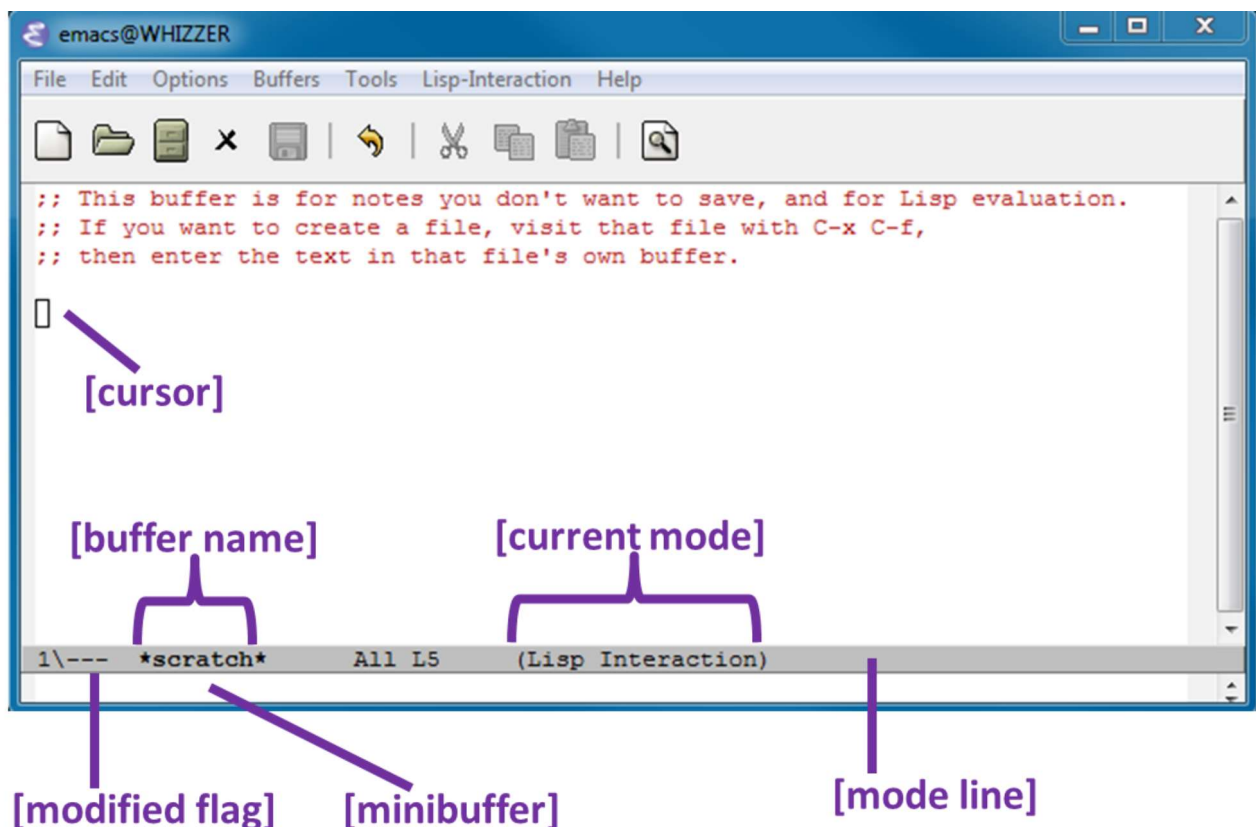 emacs@WHIZZER
File Edit Options Buffers Tools Lisp-Interaction Help
;; This buffer is for notes you don't want to save, and for Lisp evaluation.
;; If you want to create a file, visit that file with C-x C-f,
;; then enter the text in that file's own buffer.
[cursor]
[buffer name] [current mode]
1\--- *scratch* All L5 (Lisp Interaction)
[modified flag] [minibuffer] [mode line]